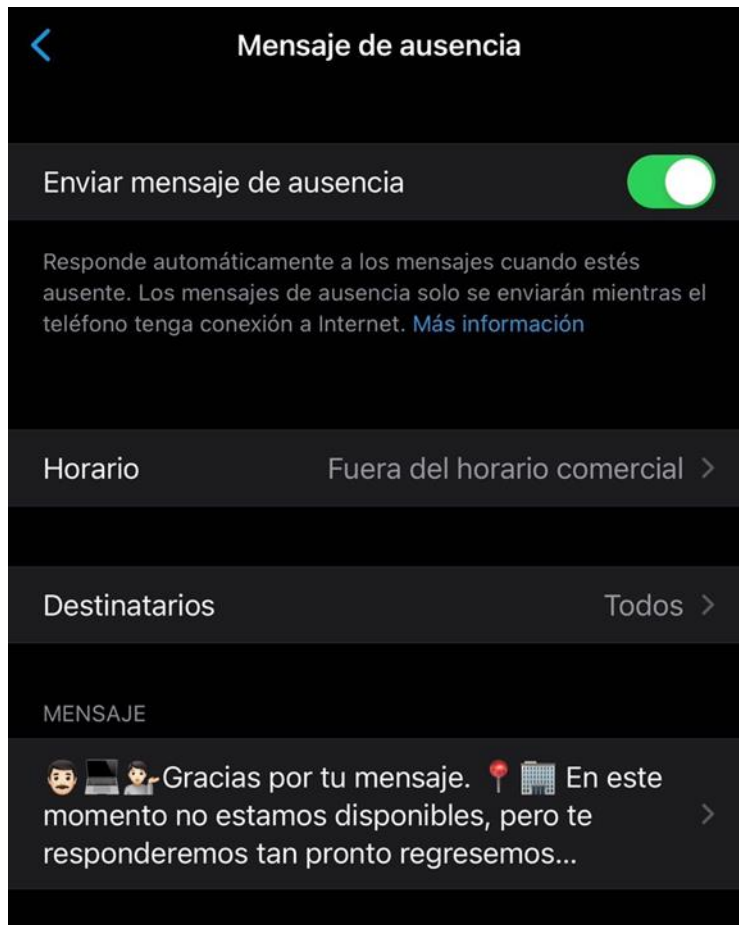 Mensaje de ausencia
Enviar mensaje de ausencia
Responde automáticamente a los mensajes cuando estés
ausente. Los mensajes de ausencia solo se enviarán mientras el
teléfono tenga conexión a Internet. Más información
Horario Fuera del horario comercial
Destinatarios Todos
MENSAJE
👨🏻💻💁🏻‍♀️Gracias por tu mensaje. 📍🏢 En este
momento no estamos disponibles, pero te
responderemos tan pronto regresemos...